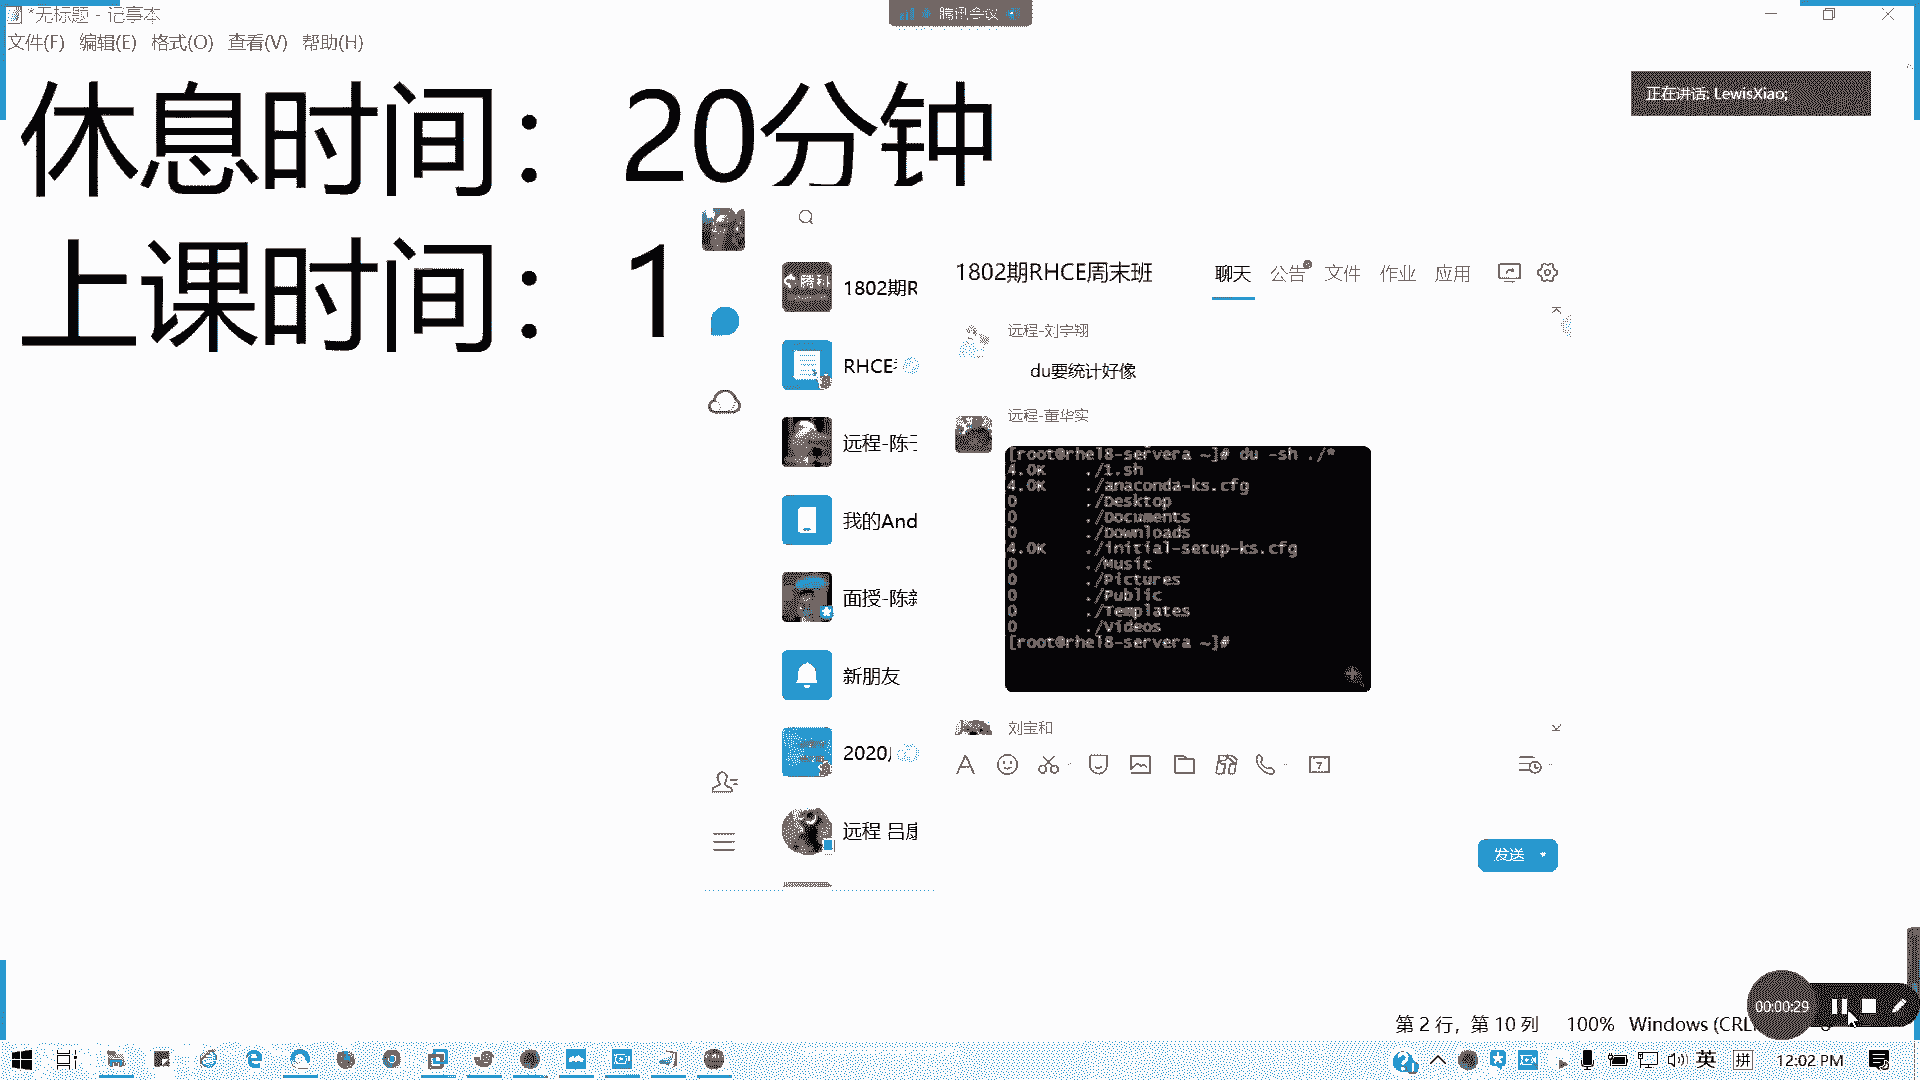 *无标题 - 记事本
腾讯会议
文件(F) 编辑(E) 格式(O) 查看(V) 帮助(H)
正在讲话: LewisXiao;
休息时间：20分钟
上课时间：1
1802期R
RHCE
远程-陈
我的And
面授-陈新
新朋友
2020
远程 吕康
1802期RHCE周末班
聊天 公告 文件 作业 应用
远程-刘宇翔
du要统计好像
远程-董华实
[root@rhel8-servera ~]# du -sh ./*
4.0K ./1.sh
4.0K ./anaconda-ks.cfg
0 ./Desktop
0 ./Documents
0 ./Downloads
4.0K ./initial-setup-ks.cfg
0 ./Music
0 ./Pictures
0 ./Public
0 ./Templates
0 ./Videos
[root@rhel8-servera ~]#
刘宝和
发送
00:00:29
第 2 行，第 10 列 100% Windows (CRL
英 拼 12:02 PM